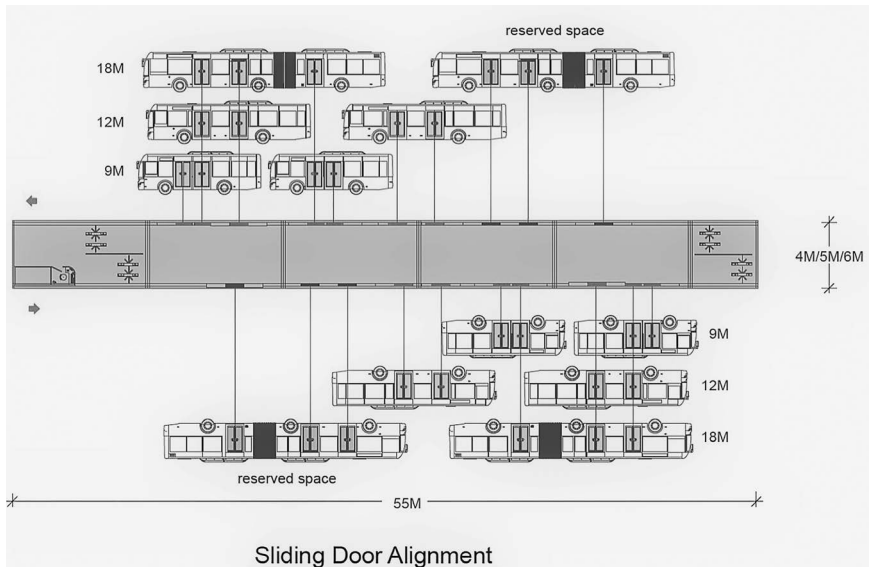 reserved space
18M
12M
9M
4M/5M/6M
9M
12M
18M
reserved space
55M
Sliding Door Alignment